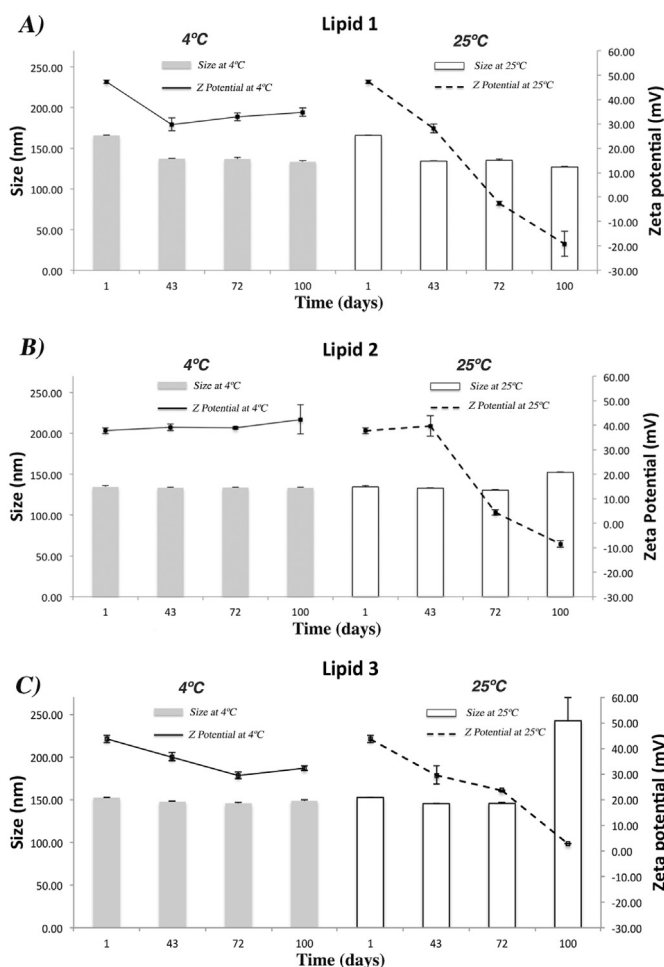 A)
Lipid 1
4ºC
25ºC
250.00
200.00
150.00
100.00
50.00
0.00
Size (nm)
Size at 4ºC
Z Potential at 4ºC
Size at 25ºC
Z Potential at 25ºC
60.00
50.00
40.00
30.00
20.00
10.00
0.00
-10.00
-20.00
-30.00
Zeta potential (mV)
1 43 72 100 1 43 72 100
Time (days)
B)
Lipid 2
4ºC
25ºC
250.00
200.00
150.00
100.00
50.00
0.00
Size (nm)
Size at 4ºC
Z Potential at 4ºC
Size at 25ºC
Z Potential at 25ºC
60.00
50.00
40.00
30.00
20.00
10.00
0.00
-10.00
-20.00
-30.00
Zeta Potential (mV)
1 43 72 100 1 43 72 100
Time (days)
C)
Lipid 3
4ºC
25ºC
250.00
200.00
150.00
100.00
50.00
0.00
Size (nm)
Size at 4ºC
Z Potential at 4ºC
Size at 25ºC
Z Potential at 25ºC
60.00
50.00
40.00
30.00
20.00
10.00
0.00
-10.00
-20.00
-30.00
Zeta potential (mV)
1 43 72 100 1 43 72 100
Time (days)